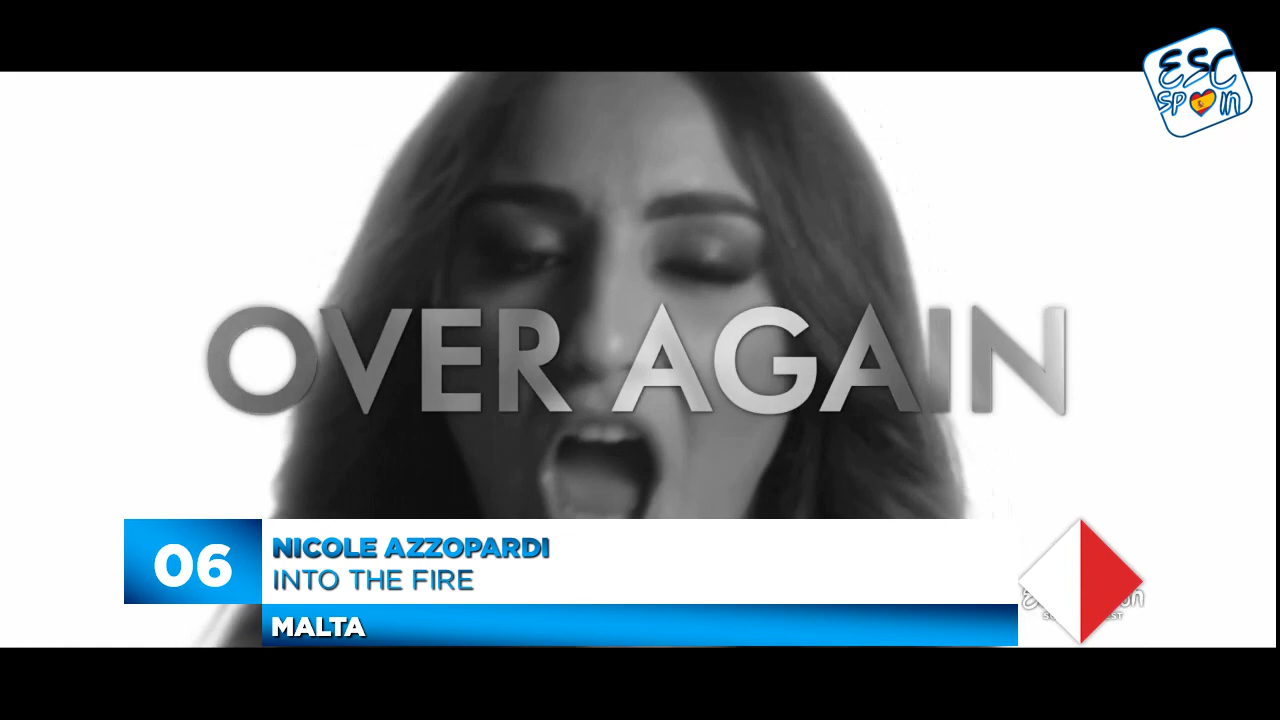 ESC
SPAIN
OVER AGAIN
06
NICOLE AZZOPARDI
INTO THE FIRE
MALTA